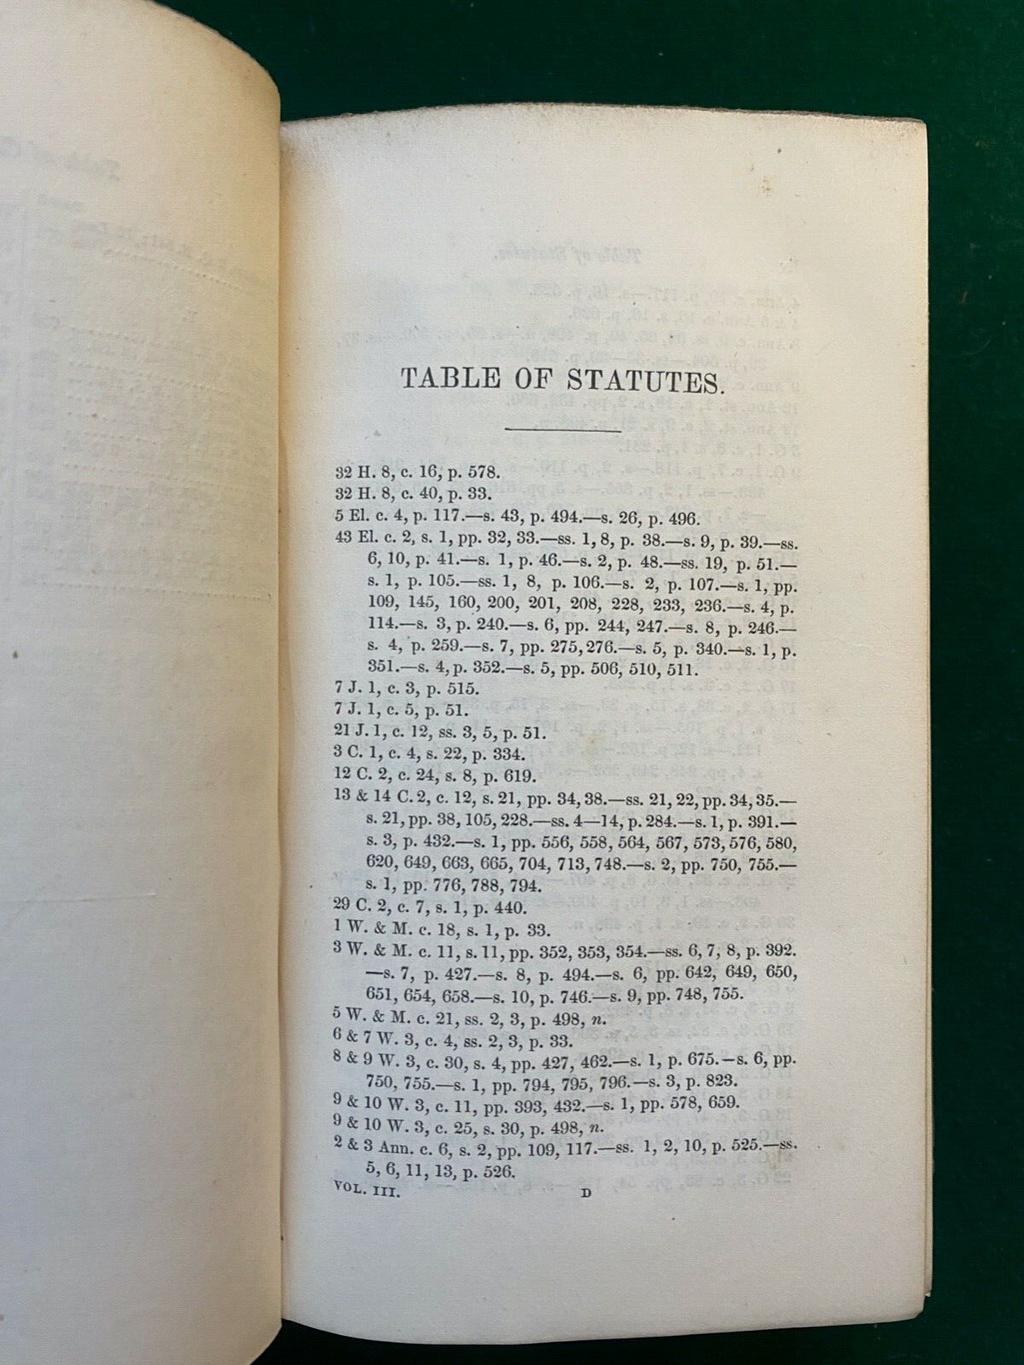 TABLE OF STATUTES.
32 H. 8, c. 16, p. 578.
32 H. 8, c. 40, p. 33.
5 El. c. 4, p. 117.—s. 43, p. 494.—s. 26, p. 496.
43 El. c. 2, s. 1, pp. 32, 33.—ss. 1, 8, p. 38.—s. 9, p. 39.—ss.
6, 10, p. 41.—s. 1, p. 46.—s. 2, p. 48.—ss. 19, p. 51.—
s. 1, p. 105.—ss. 1, 8, p. 106.—s. 2, p. 107.—s. 1, pp.
109, 145, 160, 200, 201, 208, 228, 233, 236.—s. 4, p.
114.—s. 3, p. 240.—s. 6, pp. 244, 247.—s. 8, p. 246.—
s. 4, p. 259.—s. 7, pp. 275, 276.—s. 5, p. 340.—s. 1, p.
351.—s. 4, p. 352.—s. 5, pp. 506, 510, 511.
7 J. 1, c. 3, p. 515.
7 J. 1, c. 5, p. 51.
21 J. 1, c. 12, ss. 3, 5, p. 51.
3 C. 1, c. 4, s. 22, p. 334.
12 C. 2, c. 24, s. 8, p. 619.
13 & 14 C. 2, c. 12, s. 21, pp. 34, 38.—ss. 21, 22, pp. 34, 35.—
s. 21, pp. 38, 105, 228.—ss. 4—14, p. 284.—s. 1, p. 391.—
s. 3, p. 432.—s. 1, pp. 556, 558, 564, 567, 573, 576, 580,
620, 649, 663, 665, 704, 713, 748.—s. 2, pp. 750, 755.—
s. 1, pp. 776, 788, 794.
29 C. 2, c. 7, s. 1, p. 440.
1 W. & M. c. 18, s. 1, p. 33.
3 W. & M. c. 11, s. 11, pp. 352, 353, 354.—ss. 6, 7, 8, p. 392.
—s. 7, p. 427.—s. 8, p. 494.—s. 6, pp. 642, 649, 650,
651, 654, 658.—s. 10, p. 746.—s. 9, pp. 748, 755.
5 W. & M. c. 21, ss. 2, 3, p. 498, n.
6 & 7 W. 3, c. 4, ss. 2, 3, p. 33.
8 & 9 W. 3, c. 30, s. 4, pp. 427, 462.—s. 1, p. 675.—s. 6, pp.
750, 755.—s. 1, pp. 794, 795, 796.—s. 3, p. 823.
9 & 10 W. 3, c. 11, pp. 393, 432.—s. 1, pp. 578, 659.
9 & 10 W. 3, c. 25, s. 30, p. 498, n.
2 & 3 Ann. c. 6, s. 2, pp. 109, 117.—ss. 1, 2, 10, p. 525.—ss.
5, 6, 11, 13, p. 526.
VOL. III. D